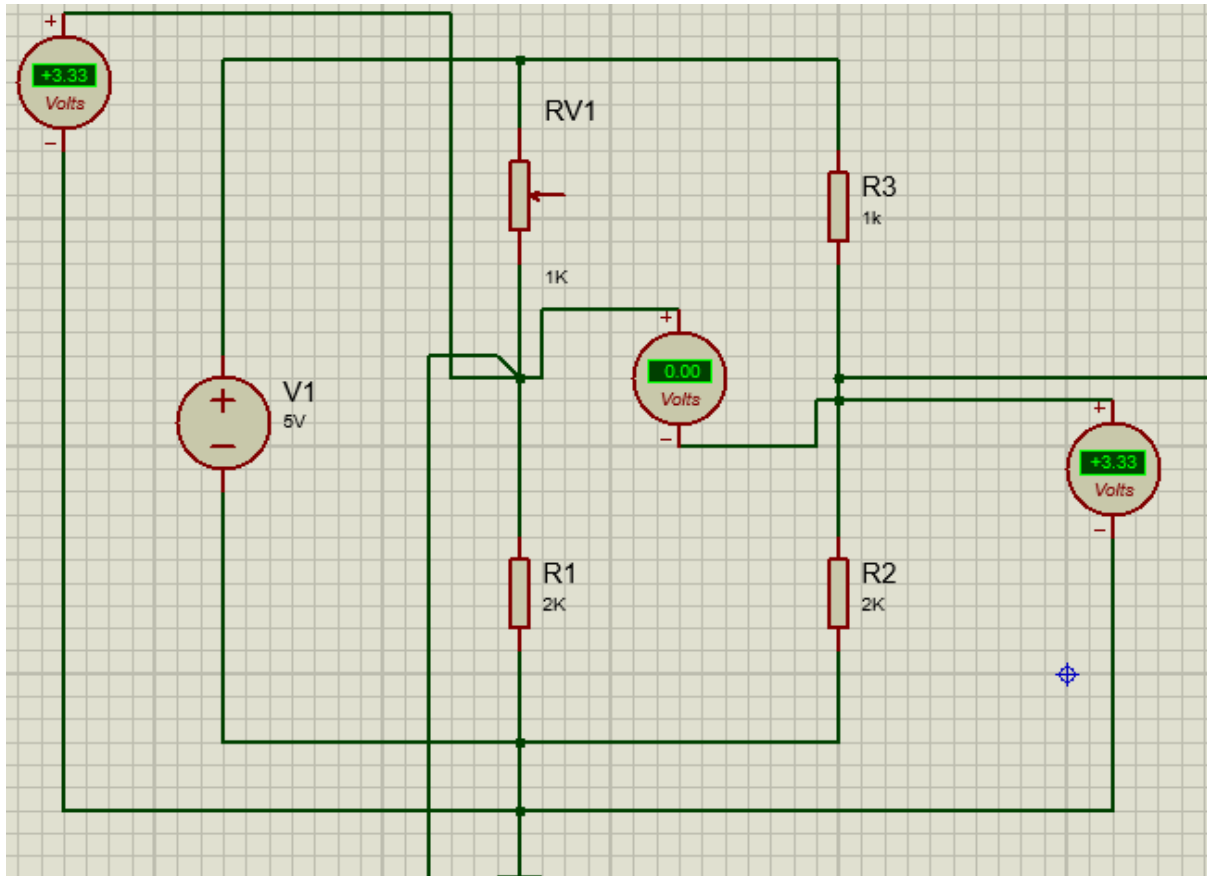 +
+3.33
Volts
−
RV1
1K
R3
1k
V1
5V
+
−
+
0.00
Volts
−
+
+3.33
Volts
−
R1
2K
R2
2K